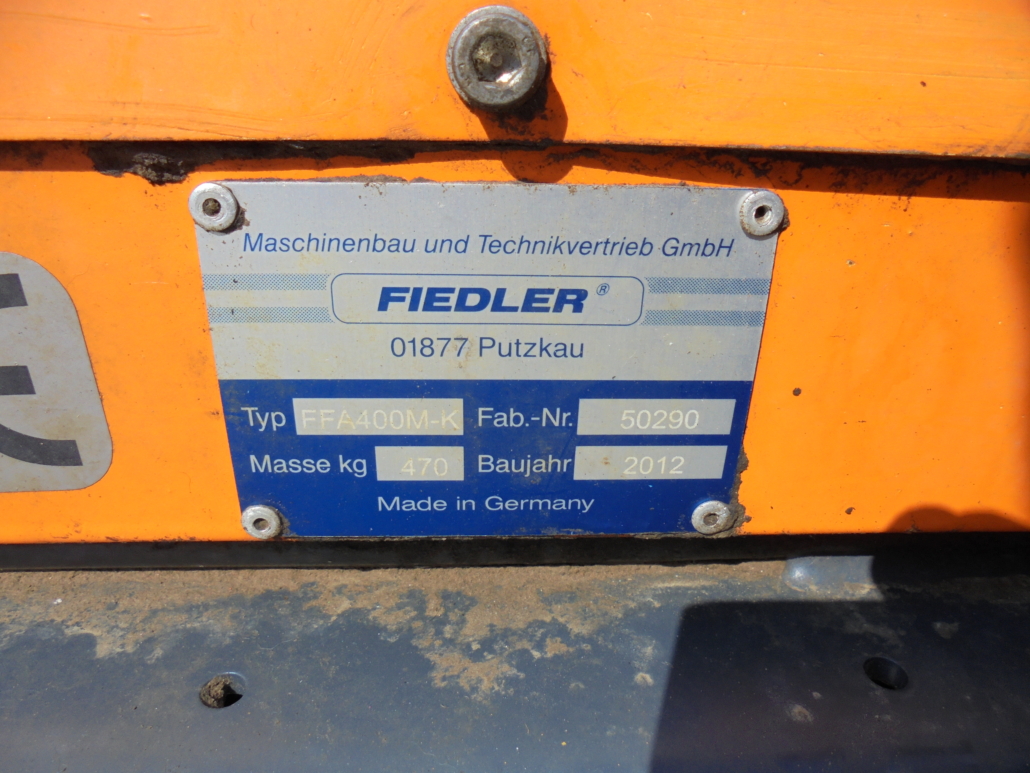 Maschinenbau und Technikvertrieb GmbH
FIEDLER ®
01877 Putzkau
Typ FFA400M-K Fab.-Nr. 50290
Masse kg 470 Baujahr 2012
Made in Germany